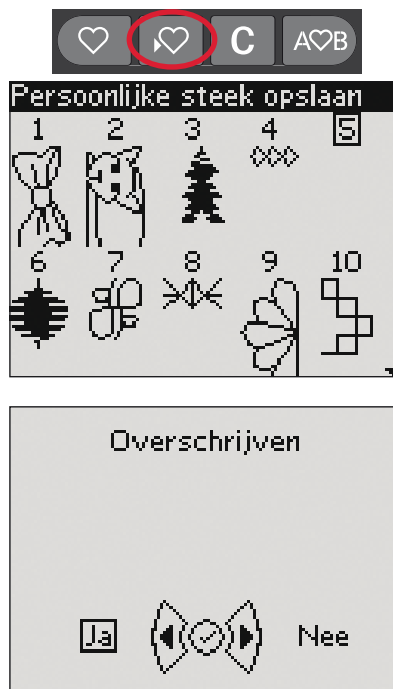 C A♡B
Persoonlijke steek opslaan
1 2 3 4 5
6 7 8 9 10
Overschrijven
Ja Nee